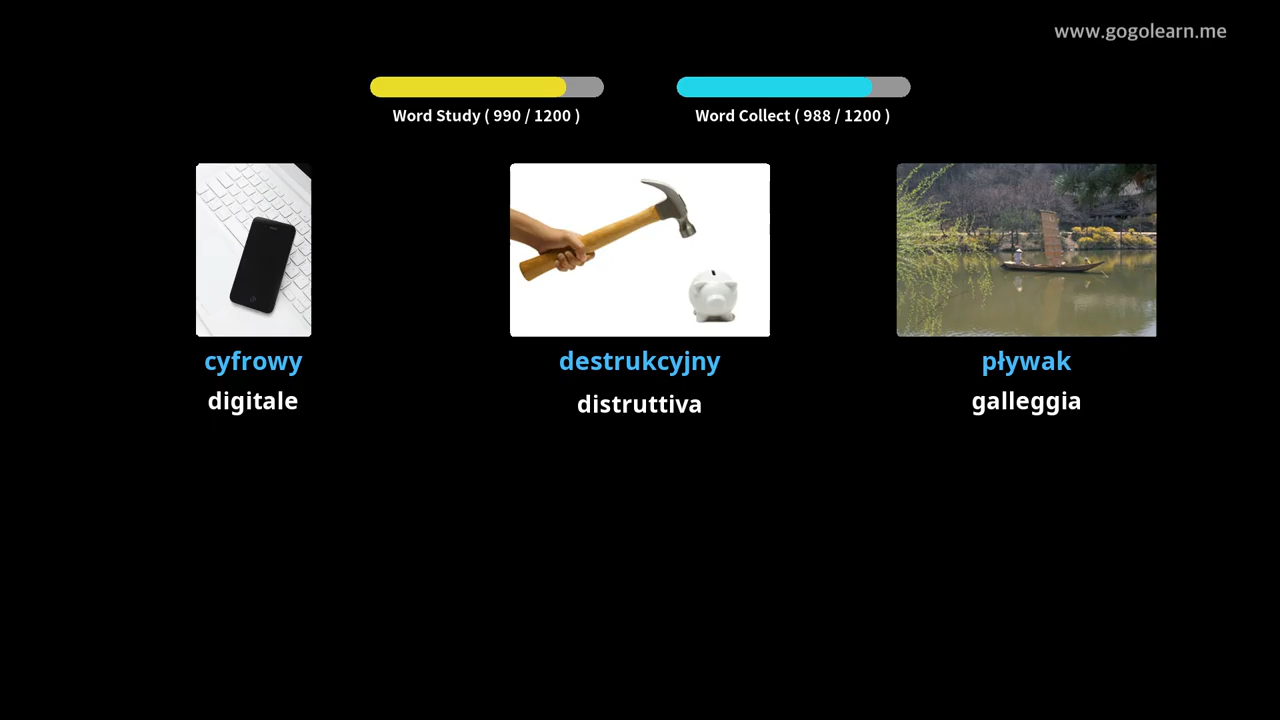 www.gogolearn.me
Word Study ( 990 / 1200 )
Word Collect ( 988 / 1200 )
cyfrowy
digitale
destrukcyjny
distruttiva
pływak
galleggia